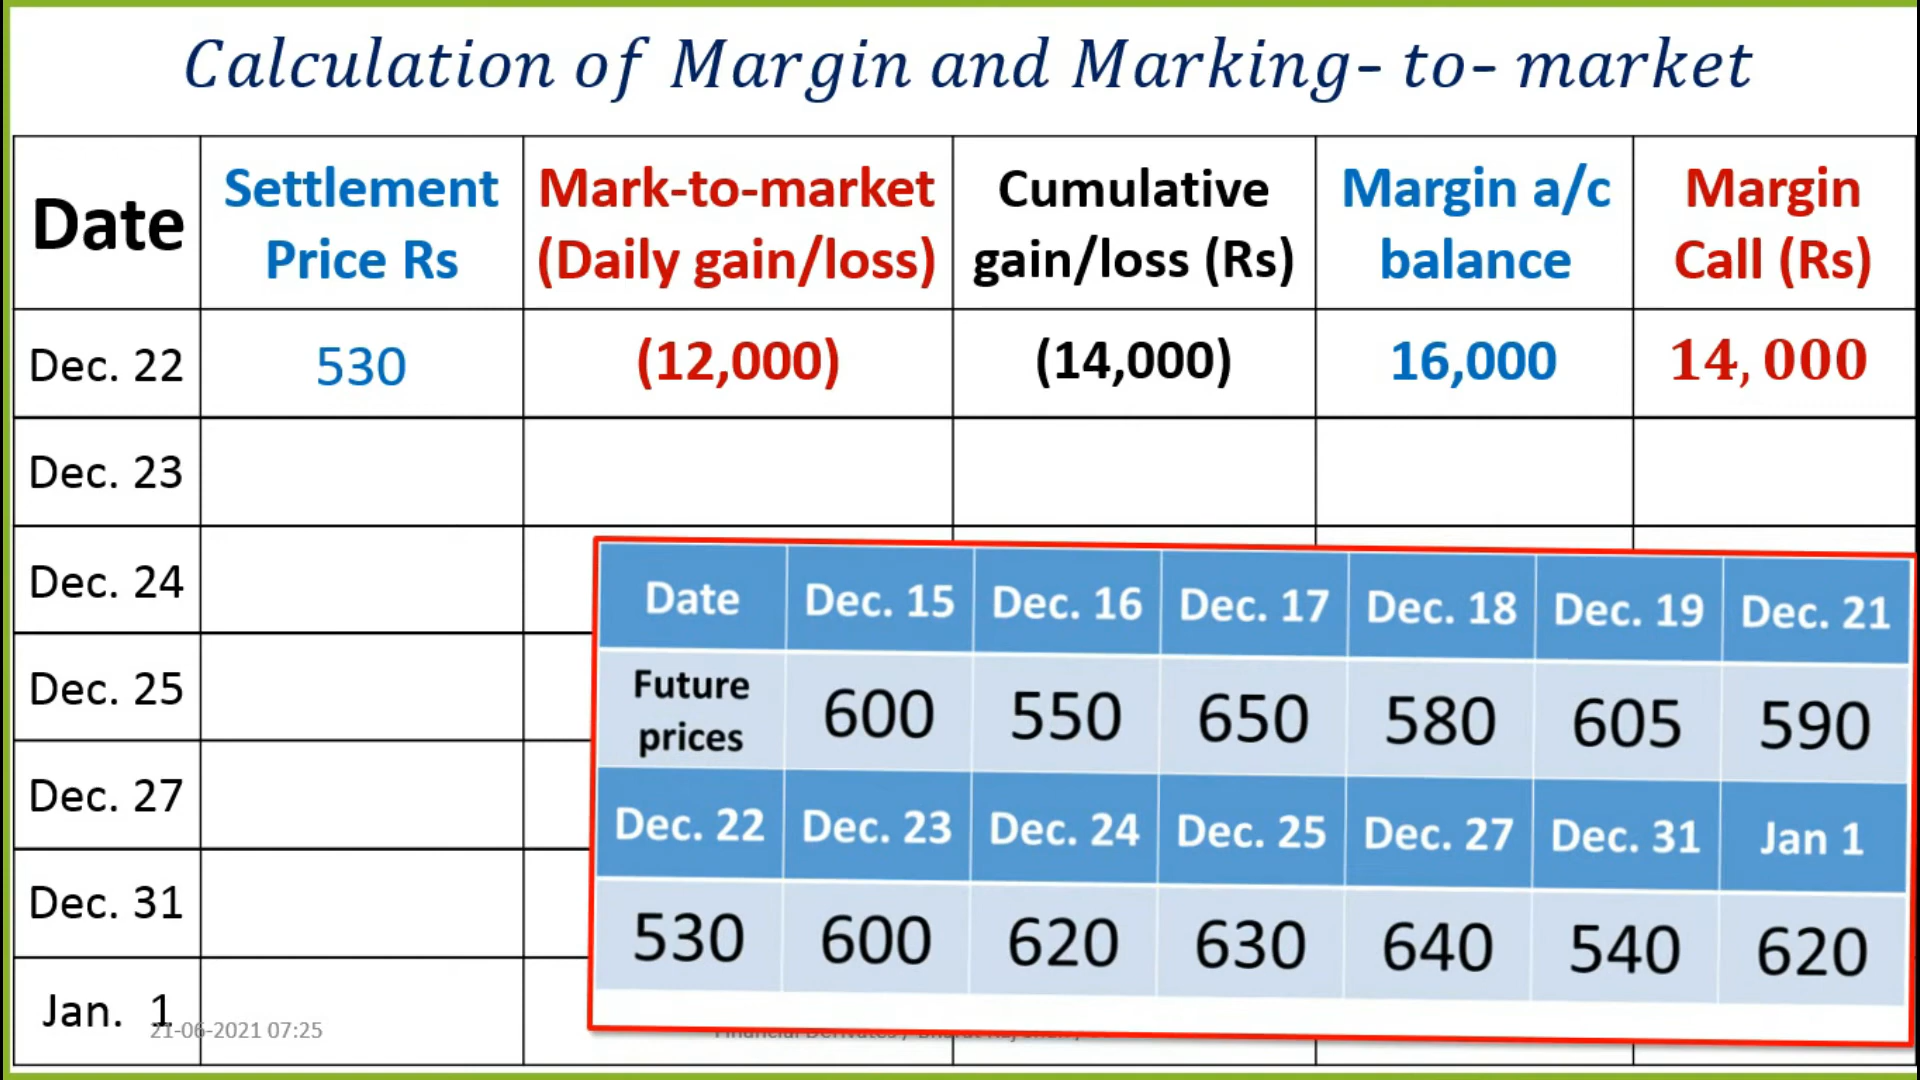 Calculation of Margin and Marking- to- market
Date Settlement Price Rs Mark-to-market (Daily gain/loss) Cumulative gain/loss (Rs) Margin a/c balance Margin Call (Rs)
Dec. 22 530 (12,000) (14,000) 16,000 14,000
Dec. 23
Dec. 24
Dec. 25
Dec. 27
Dec. 31
Jan. 1
Date Dec. 15 Dec. 16 Dec. 17 Dec. 18 Dec. 19 Dec. 21
Future prices 600 550 650 580 605 590
Dec. 22 Dec. 23 Dec. 24 Dec. 25 Dec. 27 Dec. 31 Jan 1
530 600 620 630 640 540 620
21-06-2021 07:25